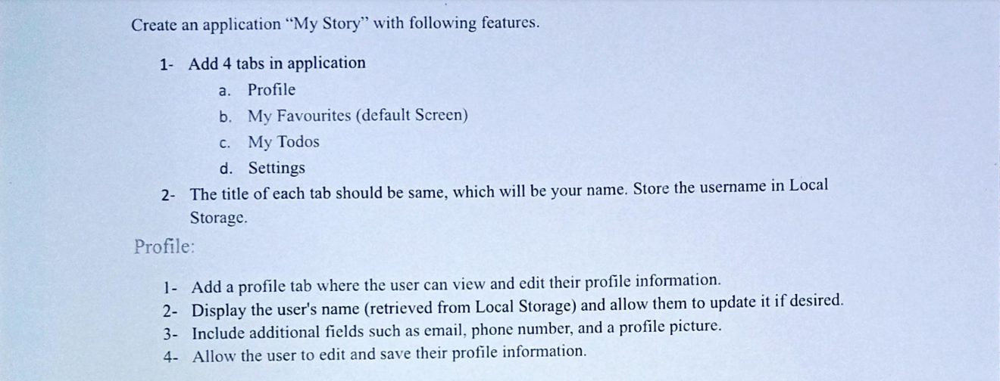 Create an application “My Story” with following features.
1- Add 4 tabs in application
a. Profile
b. My Favourites (default Screen)
c. My Todos
d. Settings
2- The title of each tab should be same, which will be your name. Store the username in Local
Storage.
Profile:
1- Add a profile tab where the user can view and edit their profile information.
2- Display the user's name (retrieved from Local Storage) and allow them to update it if desired.
3- Include additional fields such as email, phone number, and a profile picture.
4- Allow the user to edit and save their profile information.